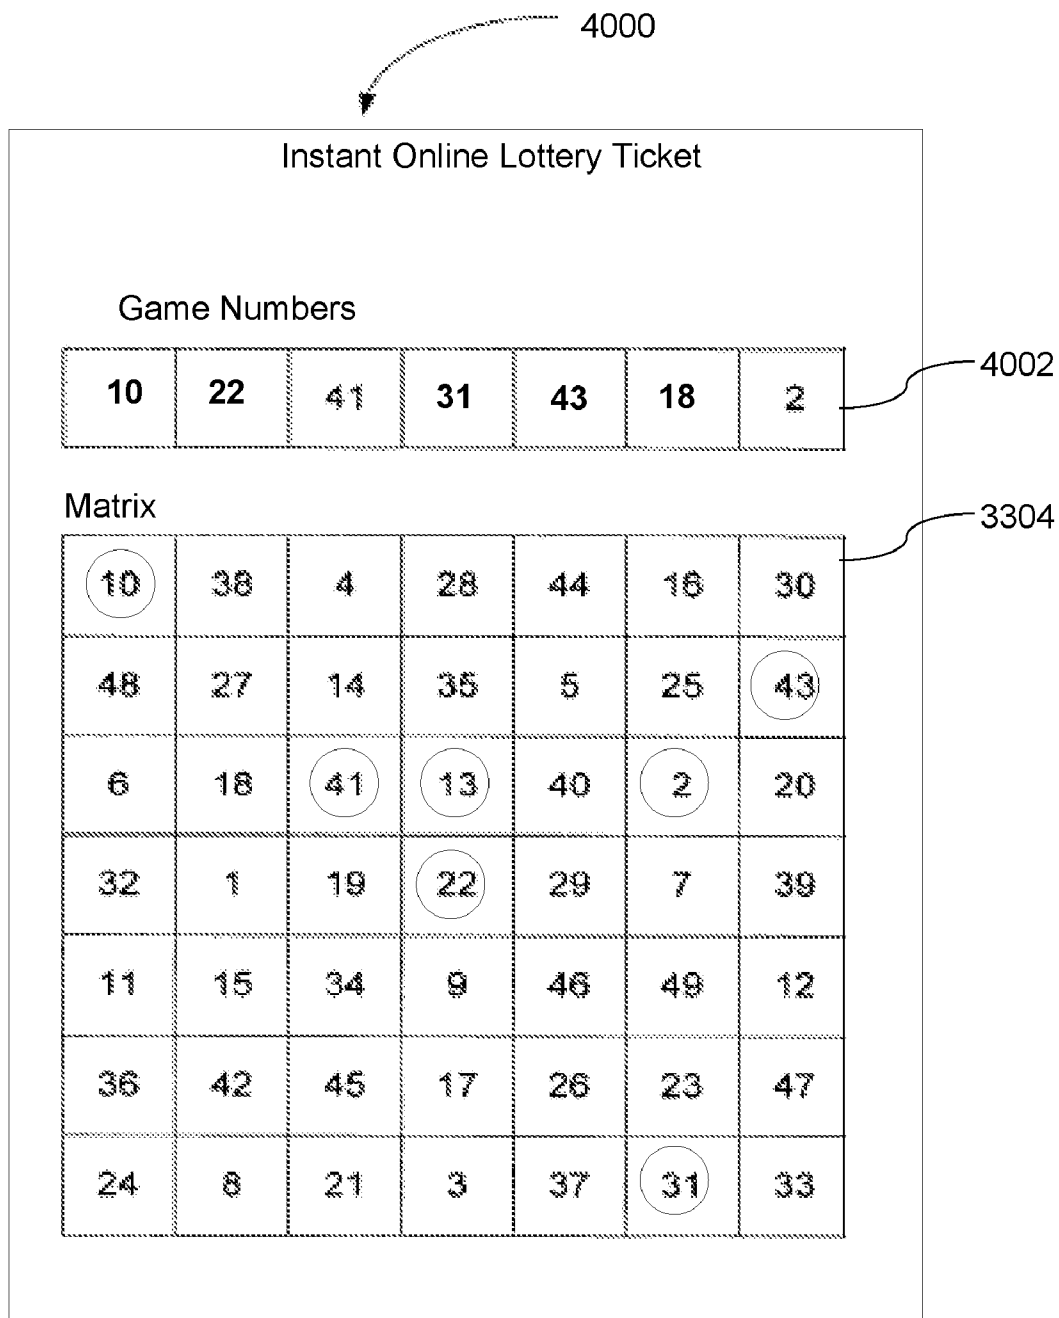 4000
Instant Online Lottery Ticket
Game Numbers
10 22 41 31 43 18 2
4002
Matrix
3304
10 38 4 28 44 16 30
48 27 14 35 5 25 43
6 18 41 13 40 2 20
32 1 19 22 29 7 39
11 15 34 9 46 49 12
36 42 45 17 26 23 47
24 8 21 3 37 31 33